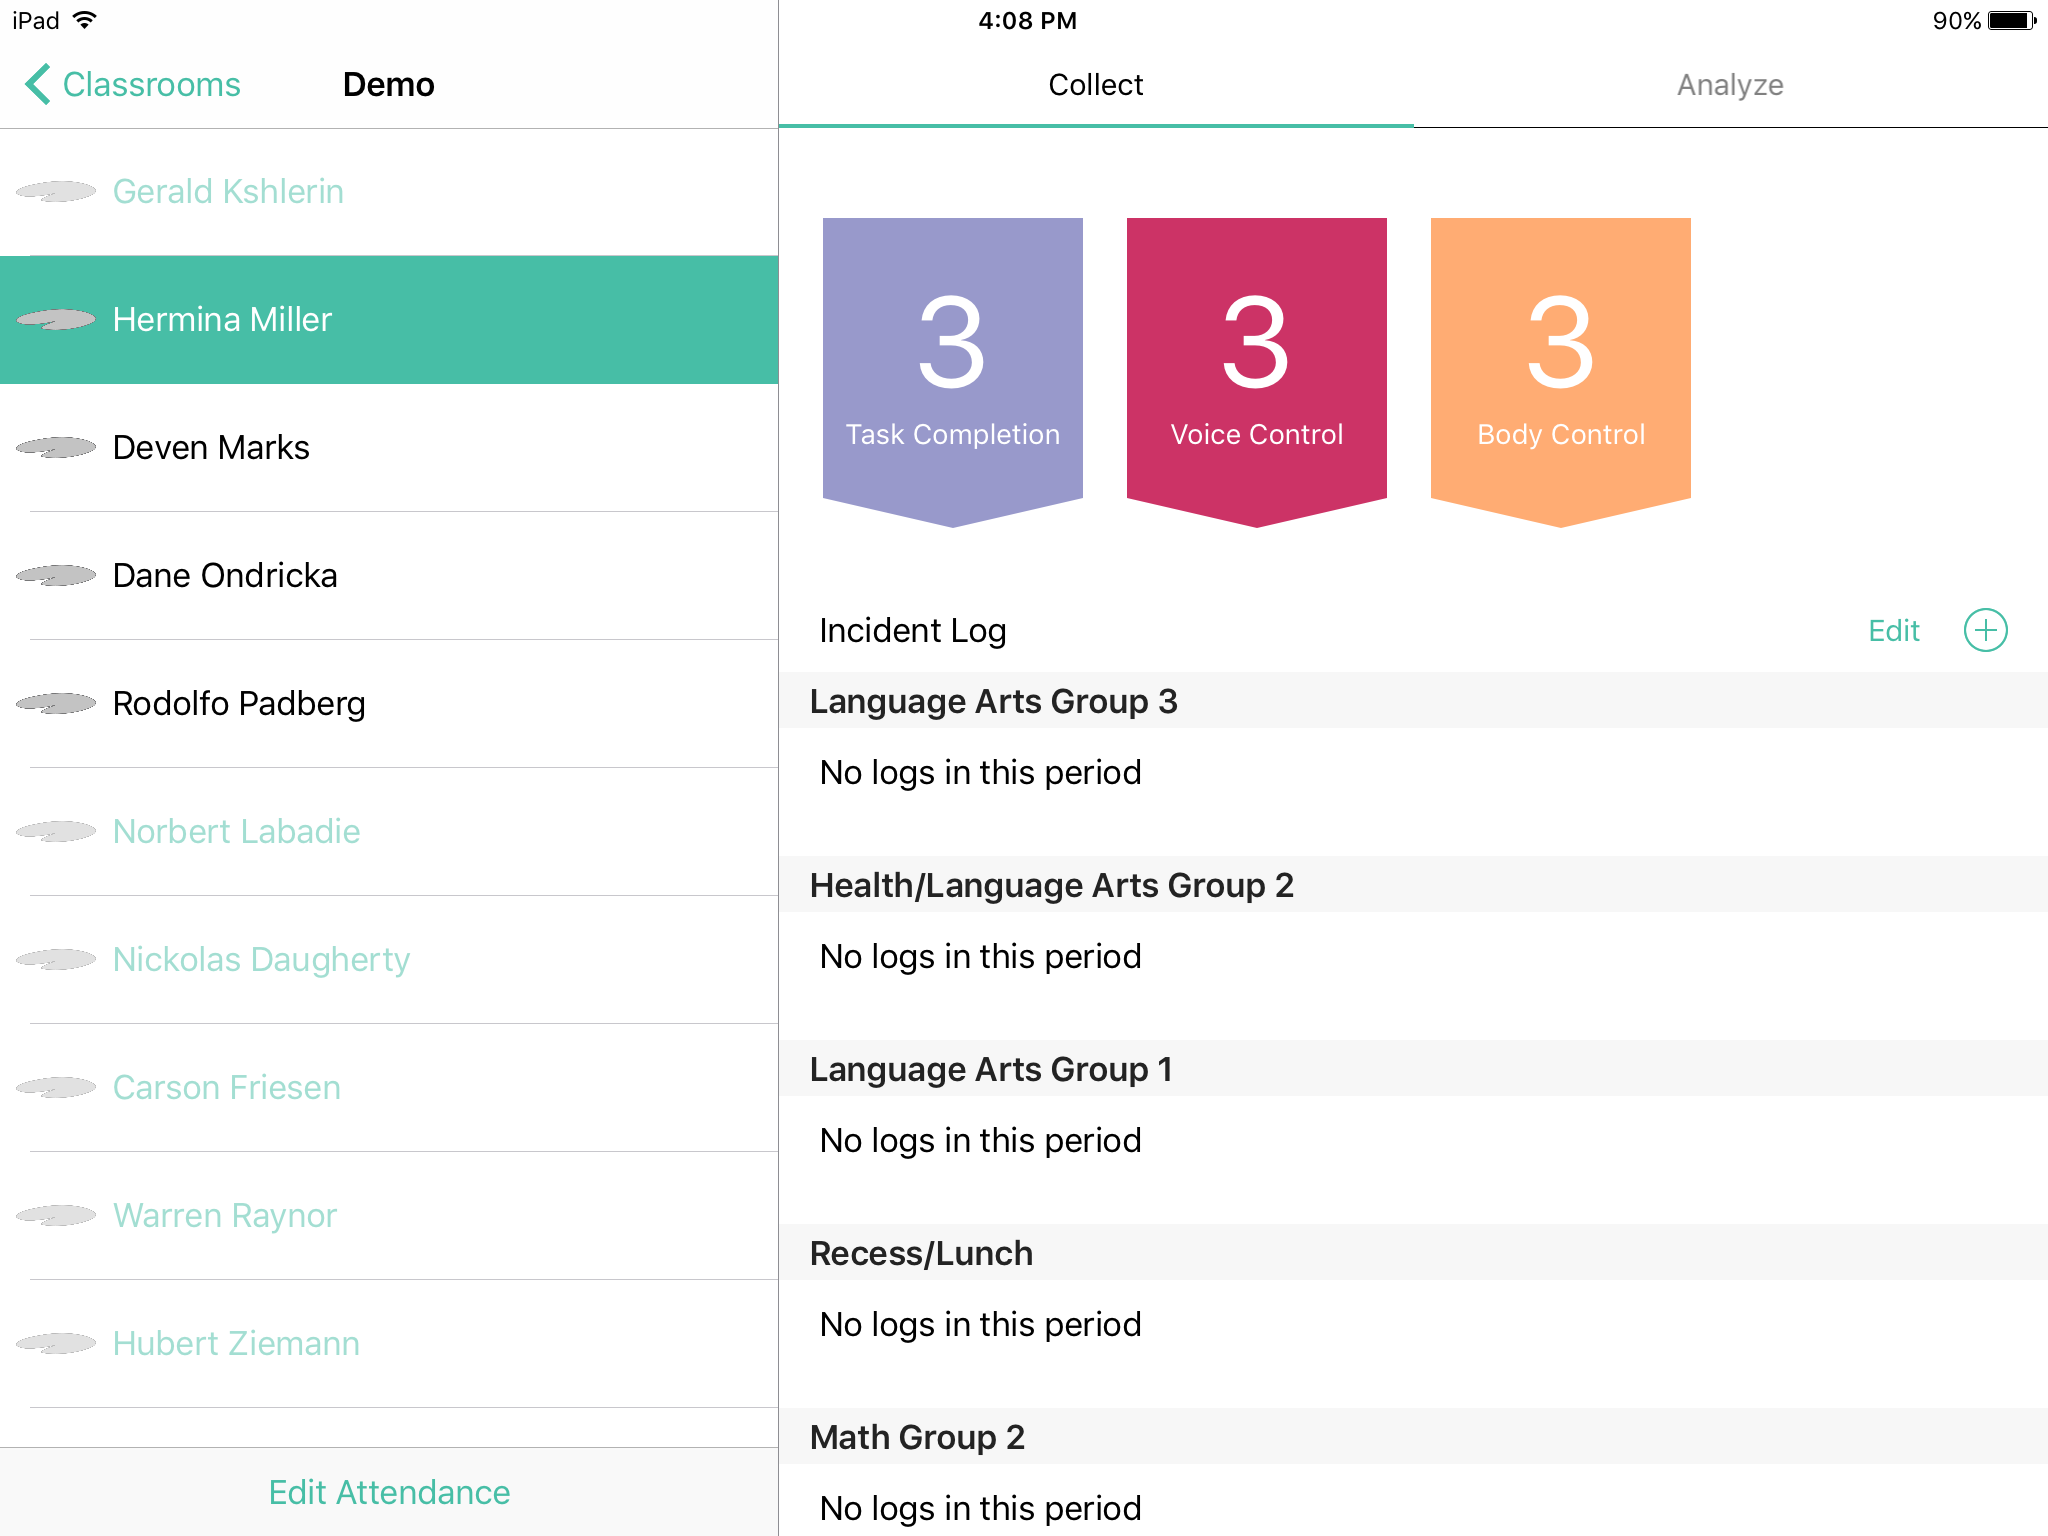 iPad
4:08 PM
90%
Classrooms
Demo
Collect
Analyze
Gerald Kshlerin
Hermina Miller
Deven Marks
Dane Ondricka
Rodolfo Padberg
Norbert Labadie
Nickolas Daugherty
Carson Friesen
Warren Raynor
Hubert Ziemann
Edit Attendance
3
Task Completion
3
Voice Control
3
Body Control
Incident Log
Edit
Language Arts Group 3
No logs in this period
Health/Language Arts Group 2
No logs in this period
Language Arts Group 1
No logs in this period
Recess/Lunch
No logs in this period
Math Group 2
No logs in this period